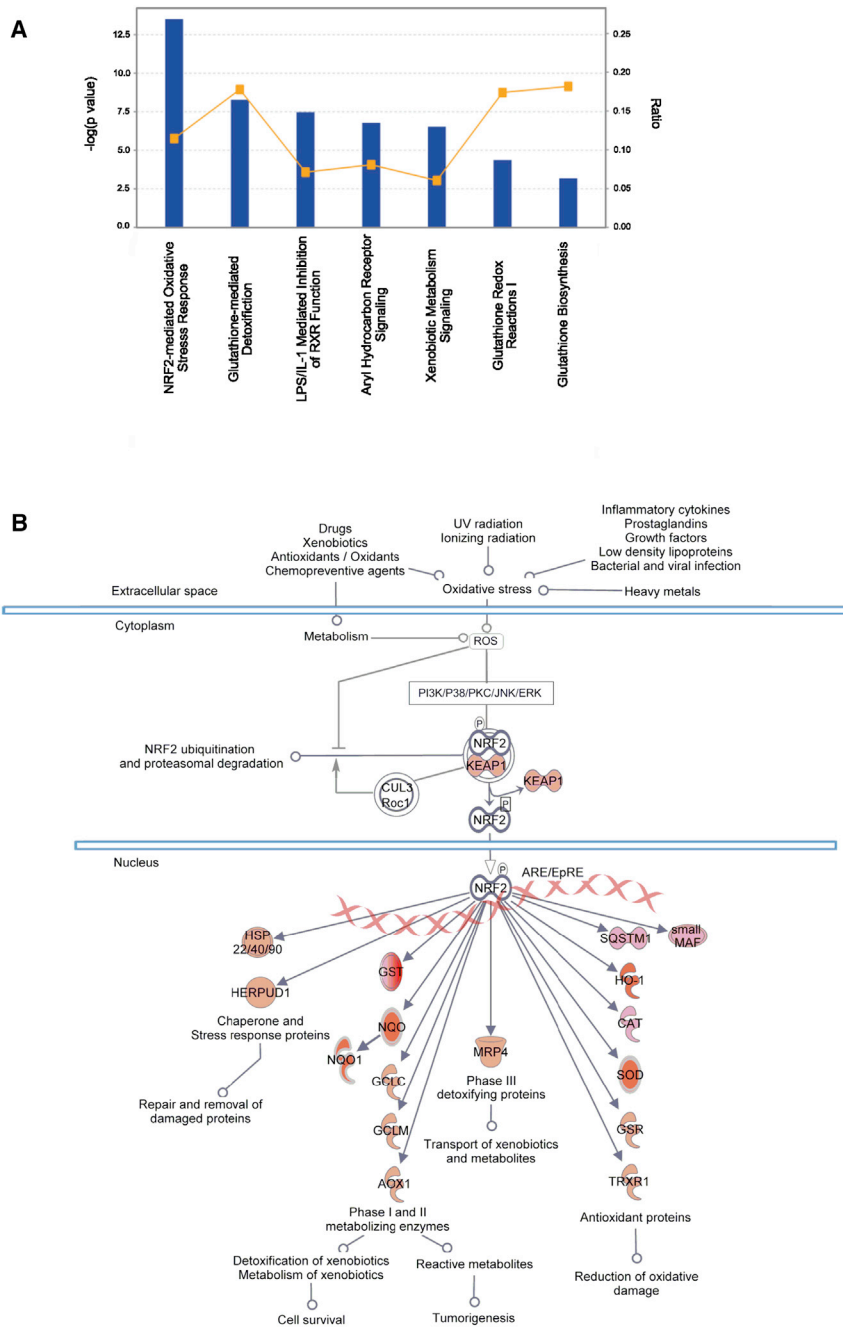 A
12.5
10.0
7.5
5.0
2.5
0.0
-log(p value)
0.25
0.20
0.15
0.10
0.05
0.00
Ratio
NRF2-mediated Oxidative
Stresss Response
Glutathione-mediated
Detoxifiction
LPS/IL-1 Mediated Inhibition
of RXR Function
Aryl Hydrocarbon Receptor
Signaling
Xenobiotic Metabolism
Signaling
Glutathione Redox
Reactions I
Glutathione Biosynthesis
B
Drugs
Xenobiotics
Antioxidants / Oxidants
Chemopreventive agents
UV radiation
Ionizing radiation
Inflammatory cytokines
Prostaglandins
Growth factors
Low density lipoproteins
Bacterial and viral infection
Extracellular space
Oxidative stress
Heavy metals
Cytoplasm
Metabolism
ROS
PI3K/P38/PKC/JNK/ERK
P
NRF2
KEAP1
NRF2 ubiquitination
and proteasomal degradation
KEAP1
CUL3
Roc1
P
NRF2
Nucleus
P
NRF2
ARE/EpRE
HSP
22/40/90
HERPUD1
Chaperone and
Stress response proteins
Repair and removal of
damaged proteins
GST
NQO
NQO1
GCLC
GCLM
AOX1
Phase I and II
metabolizing enzymes
Detoxification of xenobiotics
Metabolism of xenobiotics
Cell survival
Reactive metabolites
Tumorigenesis
MRP4
Phase III
detoxifying proteins
Transport of xenobiotics
and metabolites
SQSTM1
small
MAF
HO-1
CAT
SOD
GSR
TRXR1
Antioxidant proteins
Reduction of oxidative
damage